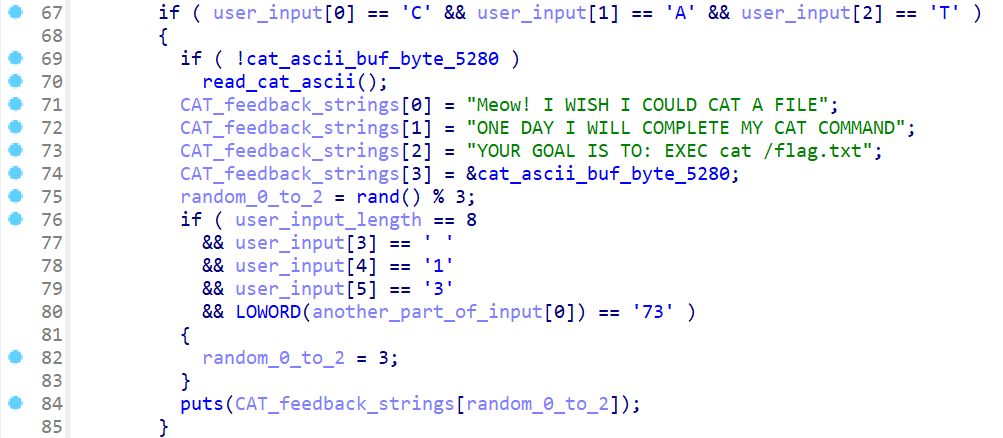 67 if ( user_input[0] == 'C' && user_input[1] == 'A' && user_input[2] == 'T' )
68 {
69 if ( !cat_ascii_buf_byte_5280 )
70 read_cat_ascii();
71 CAT_feedback_strings[0] = "Meow! I WISH I COULD CAT A FILE";
72 CAT_feedback_strings[1] = "ONE DAY I WILL COMPLETE MY CAT COMMAND";
73 CAT_feedback_strings[2] = "YOUR GOAL IS TO: EXEC cat /flag.txt";
74 CAT_feedback_strings[3] = &cat_ascii_buf_byte_5280;
75 random_0_to_2 = rand() % 3;
76 if ( user_input_length == 8
77 && user_input[3] == ' '
78 && user_input[4] == '1'
79 && user_input[5] == '3'
80 && LOWORD(another_part_of_input[0]) == '73' )
81 {
82 random_0_to_2 = 3;
83 }
84 puts(CAT_feedback_strings[random_0_to_2]);
85 }